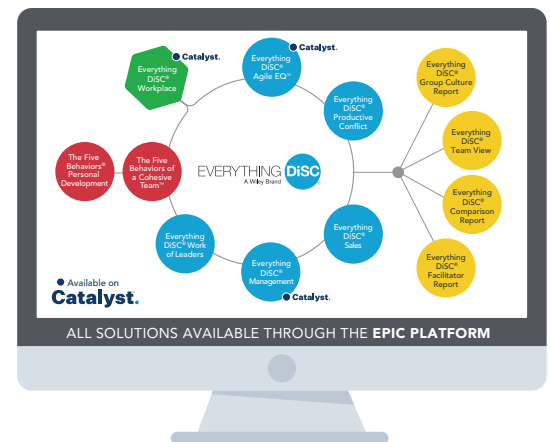 Everything
DiSC®
Workplace
Catalyst.
Everything
DiSC®
Agile EQ™
Catalyst.
Everything
DiSC®
Productive
Conflict
Everything
DiSC®
Group Culture
Report
Everything
DiSC®
Team View
The Five
Behaviors®
Personal
Development
The Five
Behaviors of
a Cohesive
Team™
EVERYTHING DiSC®
A Wiley Brand
Everything
DiSC®
Comparison
Report
Everything
DiSC® Work
of Leaders
Everything
DiSC®
Management
Catalyst.
Everything
DiSC®
Sales
Everything
DiSC®
Facilitator
Report
Available on
Catalyst.
ALL SOLUTIONS AVAILABLE THROUGH THE EPIC PLATFORM